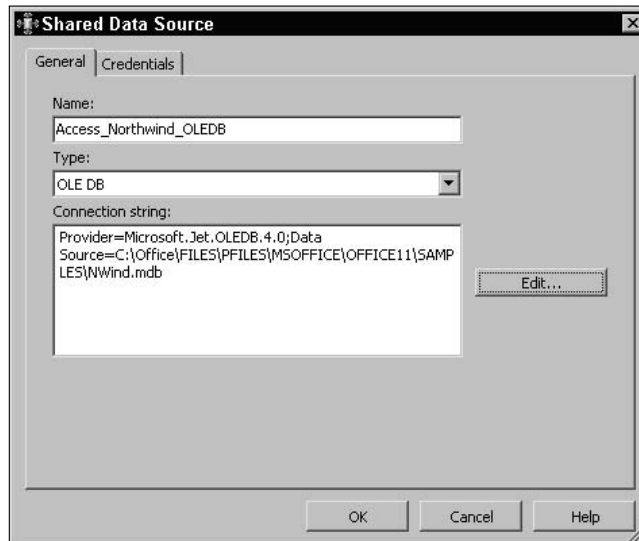 Shared Data Source
General
Credentials
Name:
Access_Northwind_OLEDB
Type:
OLE DB
Connection string:
Provider=Microsoft.Jet.OLEDB.4.0;Data
Source=C:\Office\FILES\PFILES\MSOFFICE\OFFICE11\SAMP
LES\NWind.mdb
Edit...
OK
Cancel
Help